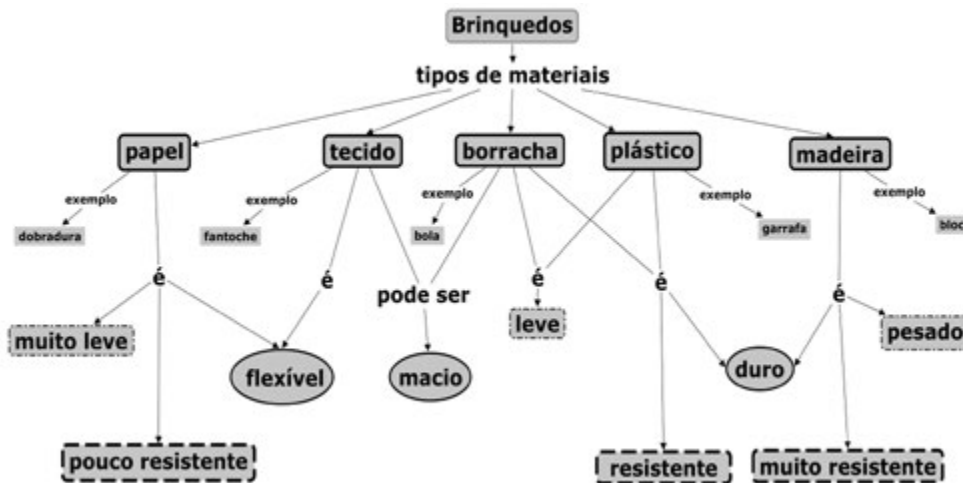 Brinquedos
tipos de materiais
papel
tecido
borracha
plástico
madeira
exemplo
exemplo
exemplo
exemplo
exemplo
dobradura
fantoche
bola
garrafa
bloc
é
é
pode ser
é
é
é
muito leve
leve
pesado
flexível
macio
duro
pouco resistente
resistente
muito resistente